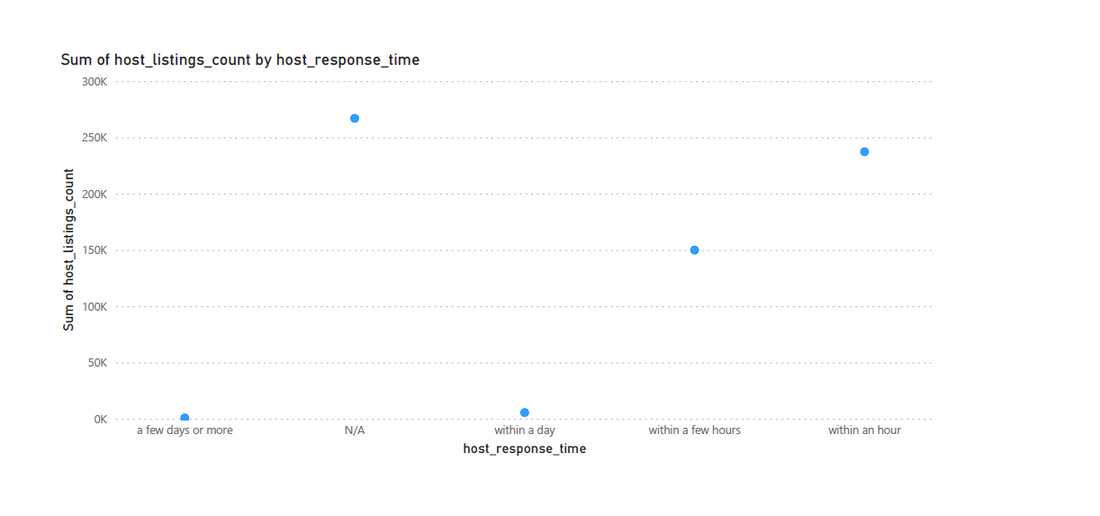 Sum of host_listings_count by host_response_time
300K
250K
200K
150K
100K
50K
0K
Sum of host_listings_count
a few days or more
N/A
within a day
within a few hours
within an hour
host_response_time